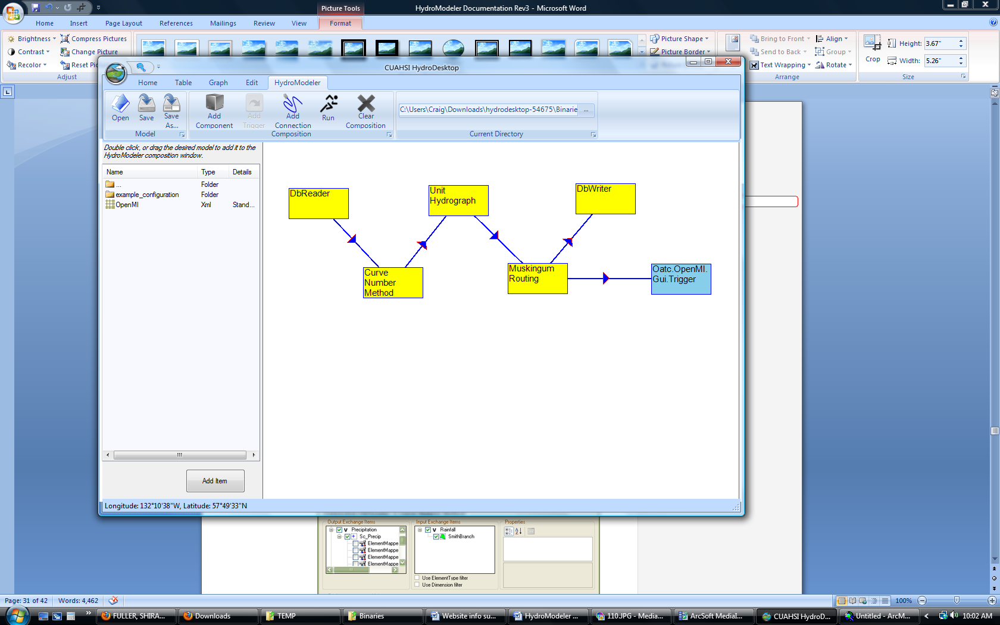 Picture Tools
HydroModeler Documentation Rev3 - Microsoft Word
Home Insert Page Layout References Mailings Review View Format
Brightness Compress Pictures Picture Shape Bring to Front Align Height: 3.67"
Contrast Change Picture Picture Border Send to Back Group Crop
Recolor Reset Pic Text Wrapping Rotate Width: 5.26"
Adjust Arrange Size
CUAHSI HydroDesktop
Home Table Graph Edit HydroModeler
Open Save Save As... Add Component Add Trigger Add Connection Run Clear Composition C:\Users\Craig\Downloads\hydrodesktop-54675\Binarie ...
Model Composition Current Directory
Double click, or drag the desired model to add it to the
HydroModeler composition window.
Name Type Details
... Folder
example_configuration Folder
OpenMI Xml Stand...
DbReader
Unit
Hydrograph
DbWriter
Curve
Number
Method
Muskingum
Routing
Oatc.OpenMI.
Gui.Trigger
Add Item
Longitude: 132°10'38"W, Latitude: 57°49'33"N
Output Exchange Items Input Exchange Items Properties
Precipitation Rainfall
Sc_Precip SmithBranch
ElementMappe
ElementMappe
ElementMappe
ElementMappe
Use ElementType filter
Use Dimension filter
Page: 31 of 42 Words: 4,462 100%
FULLER, SHIRA... Downloads TEMP Binaries Website info su... HydroModeler ... 110.JPG - Media... ArcSoft MediaI... CUAHSI HydroD... Untitled - ArcM... 10:02 AM